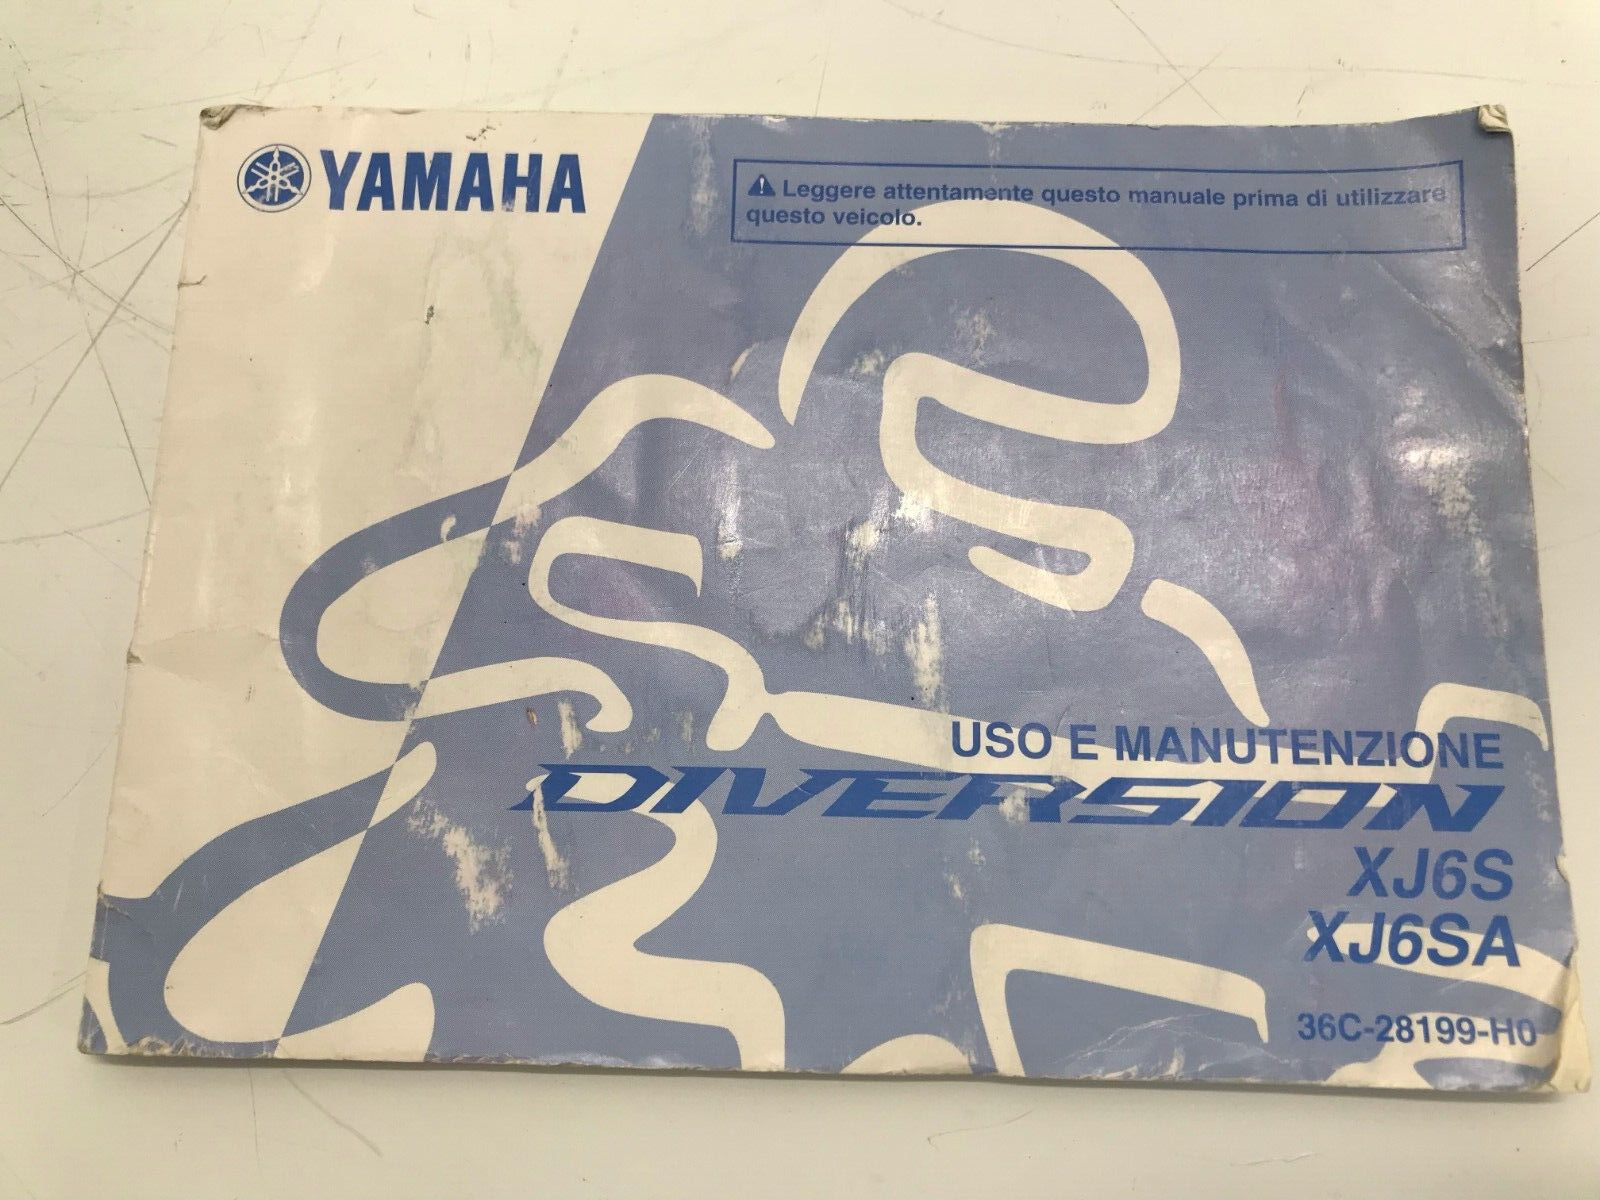 YAMAHA
⚠ Leggere attentamente questo manuale prima di utilizzare
questo veicolo.
USO E MANUTENZIONE
DIVERSION
XJ6S
XJ6SA
36C-28199-H0